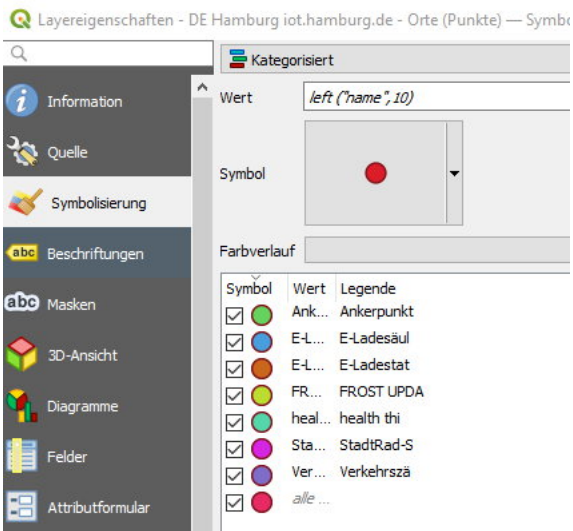 Layereigenschaften - DE Hamburg iot.hamburg.de - Orte (Punkte) — Symbo
Kategorisiert
Information
Wert
left ("name", 10)
Quelle
Symbol
Symbolisierung
abc Beschriftungen
Farbverlauf
Symbol Wert Legende
abc Masken
Ank... Ankerpunkt
E-L... E-Ladesäul
3D-Ansicht
E-L... E-Ladestat
FR... FROST UPDA
Diagramme
heal... health thi
Sta... StadtRad-S
Felder
Ver... Verkehrszä
alle ...
Attributformular